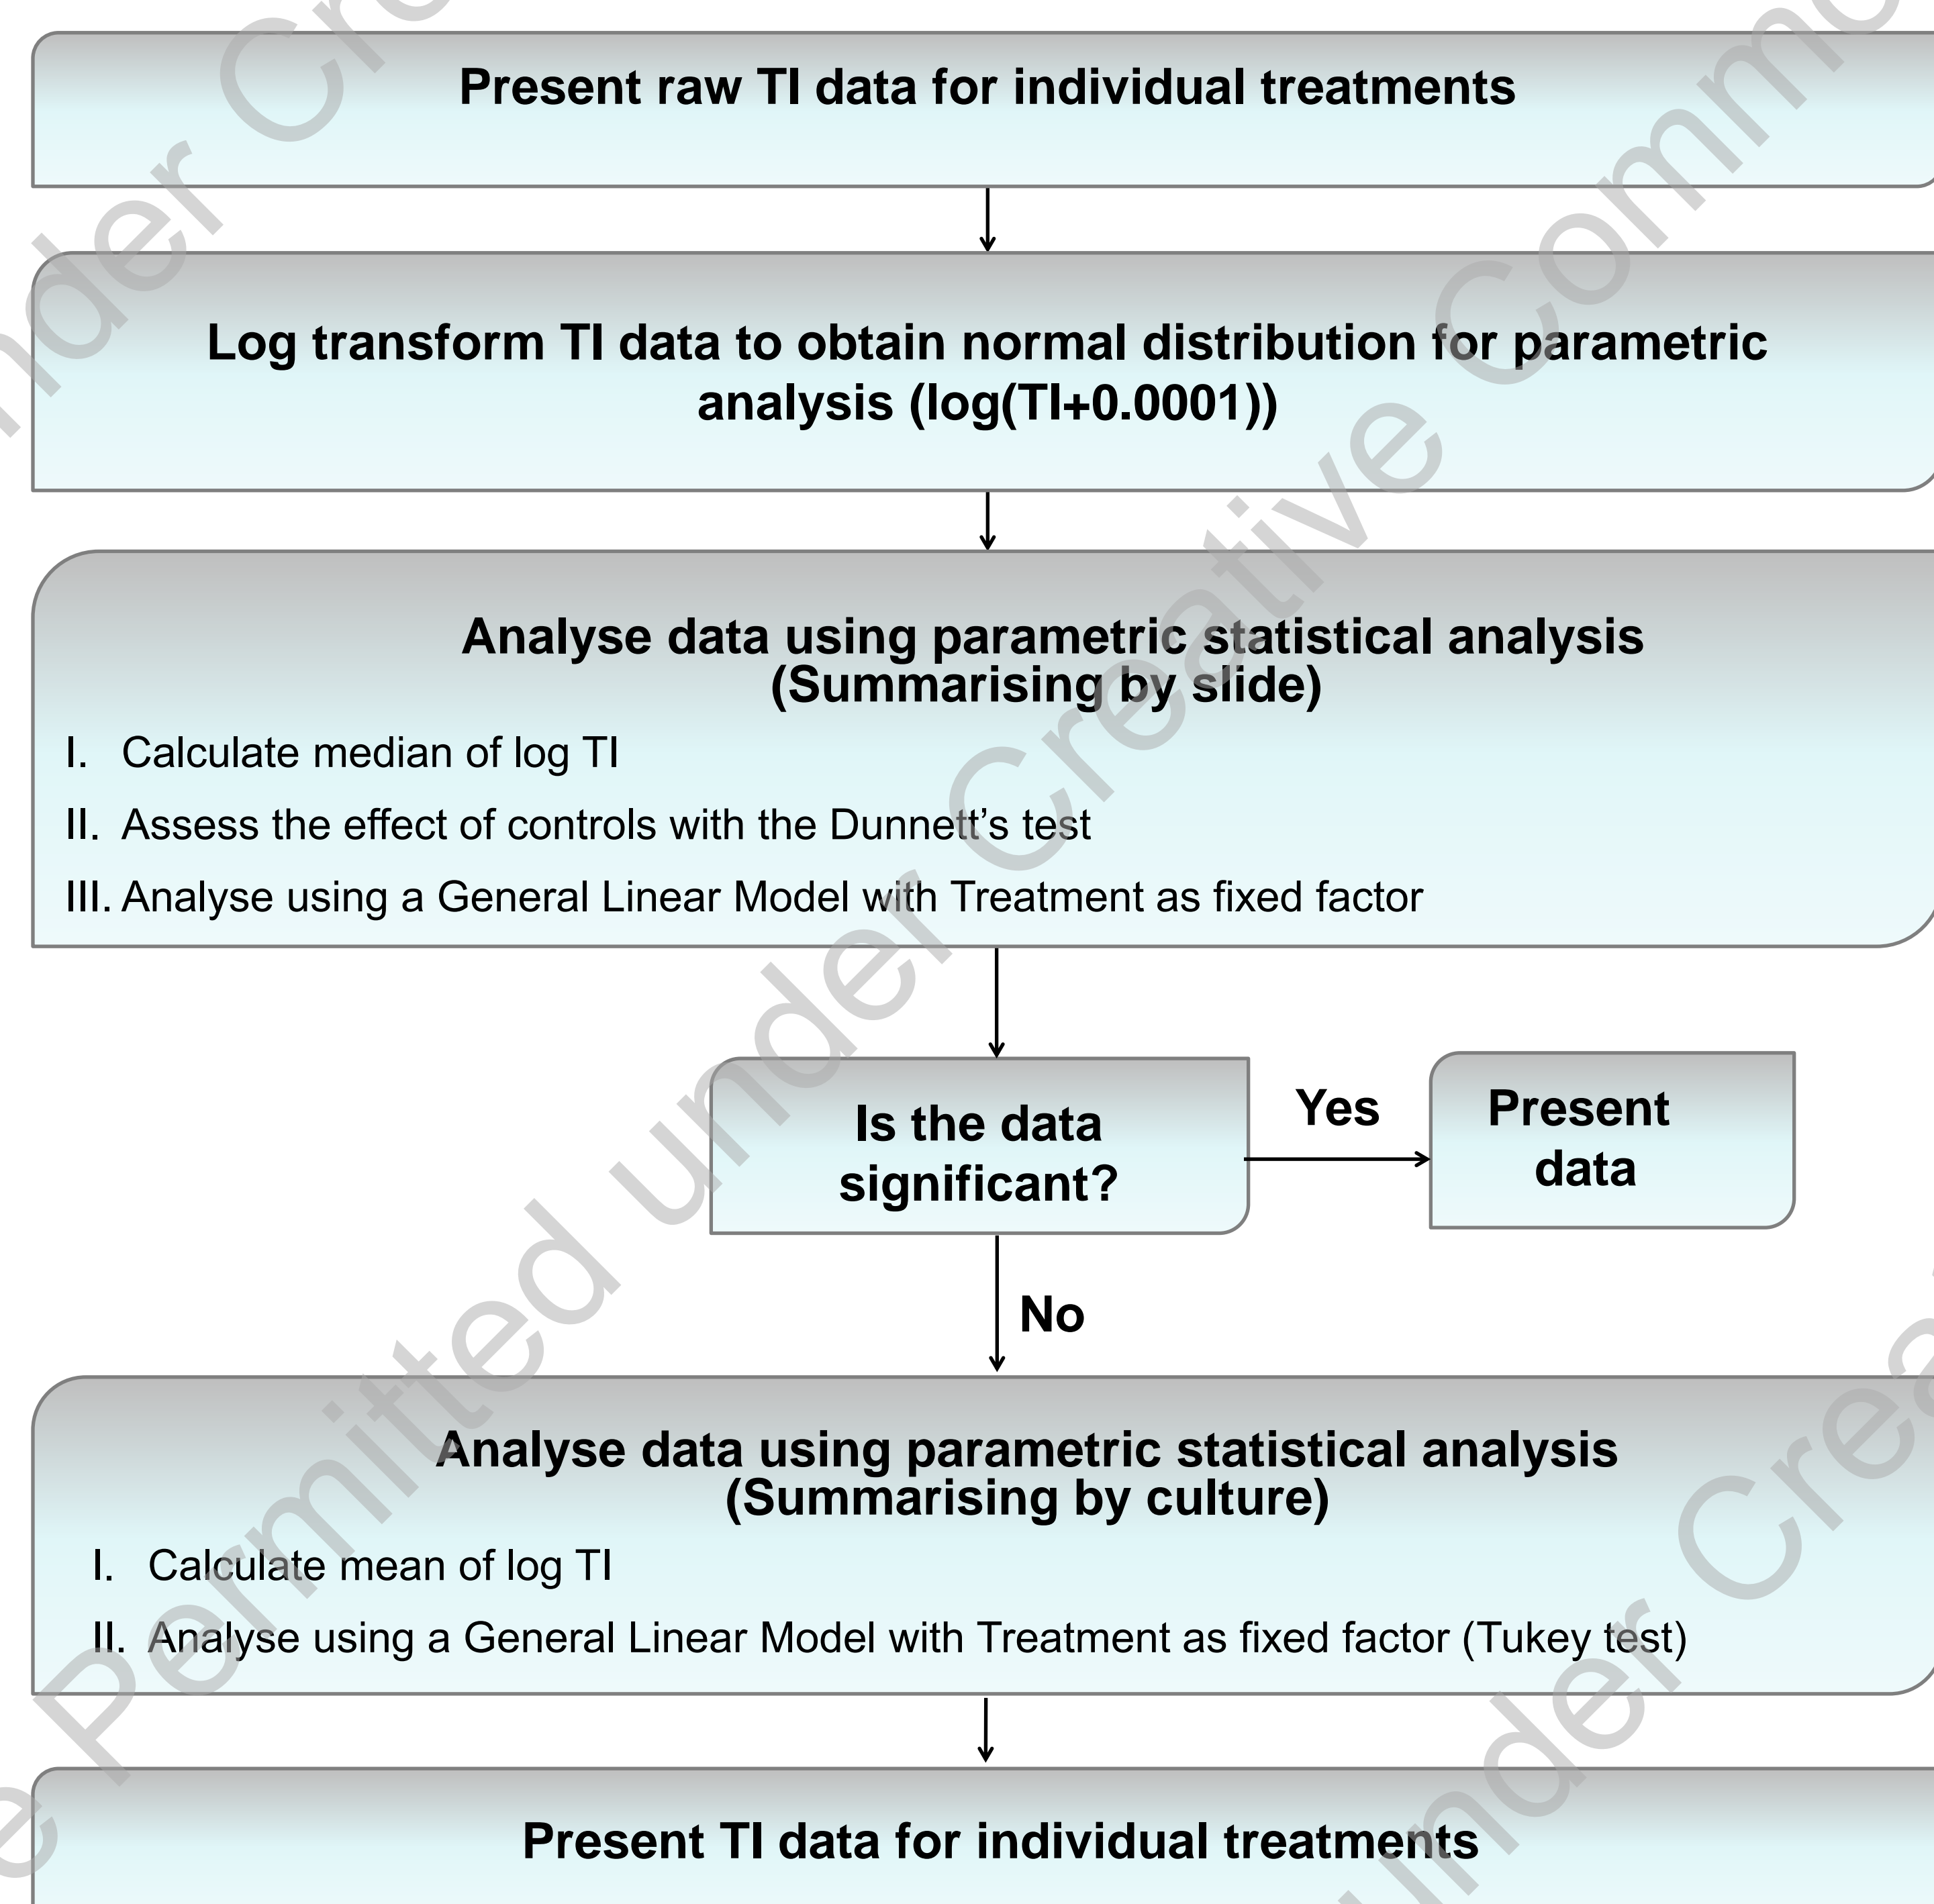 Present raw TI data for individual treatments
Log transform TI data to obtain normal distribution for parametric
analysis (log(TI+0.0001))
Analyse data using parametric statistical analysis
(Summarising by slide)
I. Calculate median of log TI
II. Assess the effect of controls with the Dunnett’s test
III. Analyse using a General Linear Model with Treatment as fixed factor
Is the data
significant?
Yes
Present
data
No
Analyse data using parametric statistical analysis
(Summarising by culture)
I. Calculate mean of log TI
II. Analyse using a General Linear Model with Treatment as fixed factor (Tukey test)
Present TI data for individual treatments
Permitted under Creative Commo